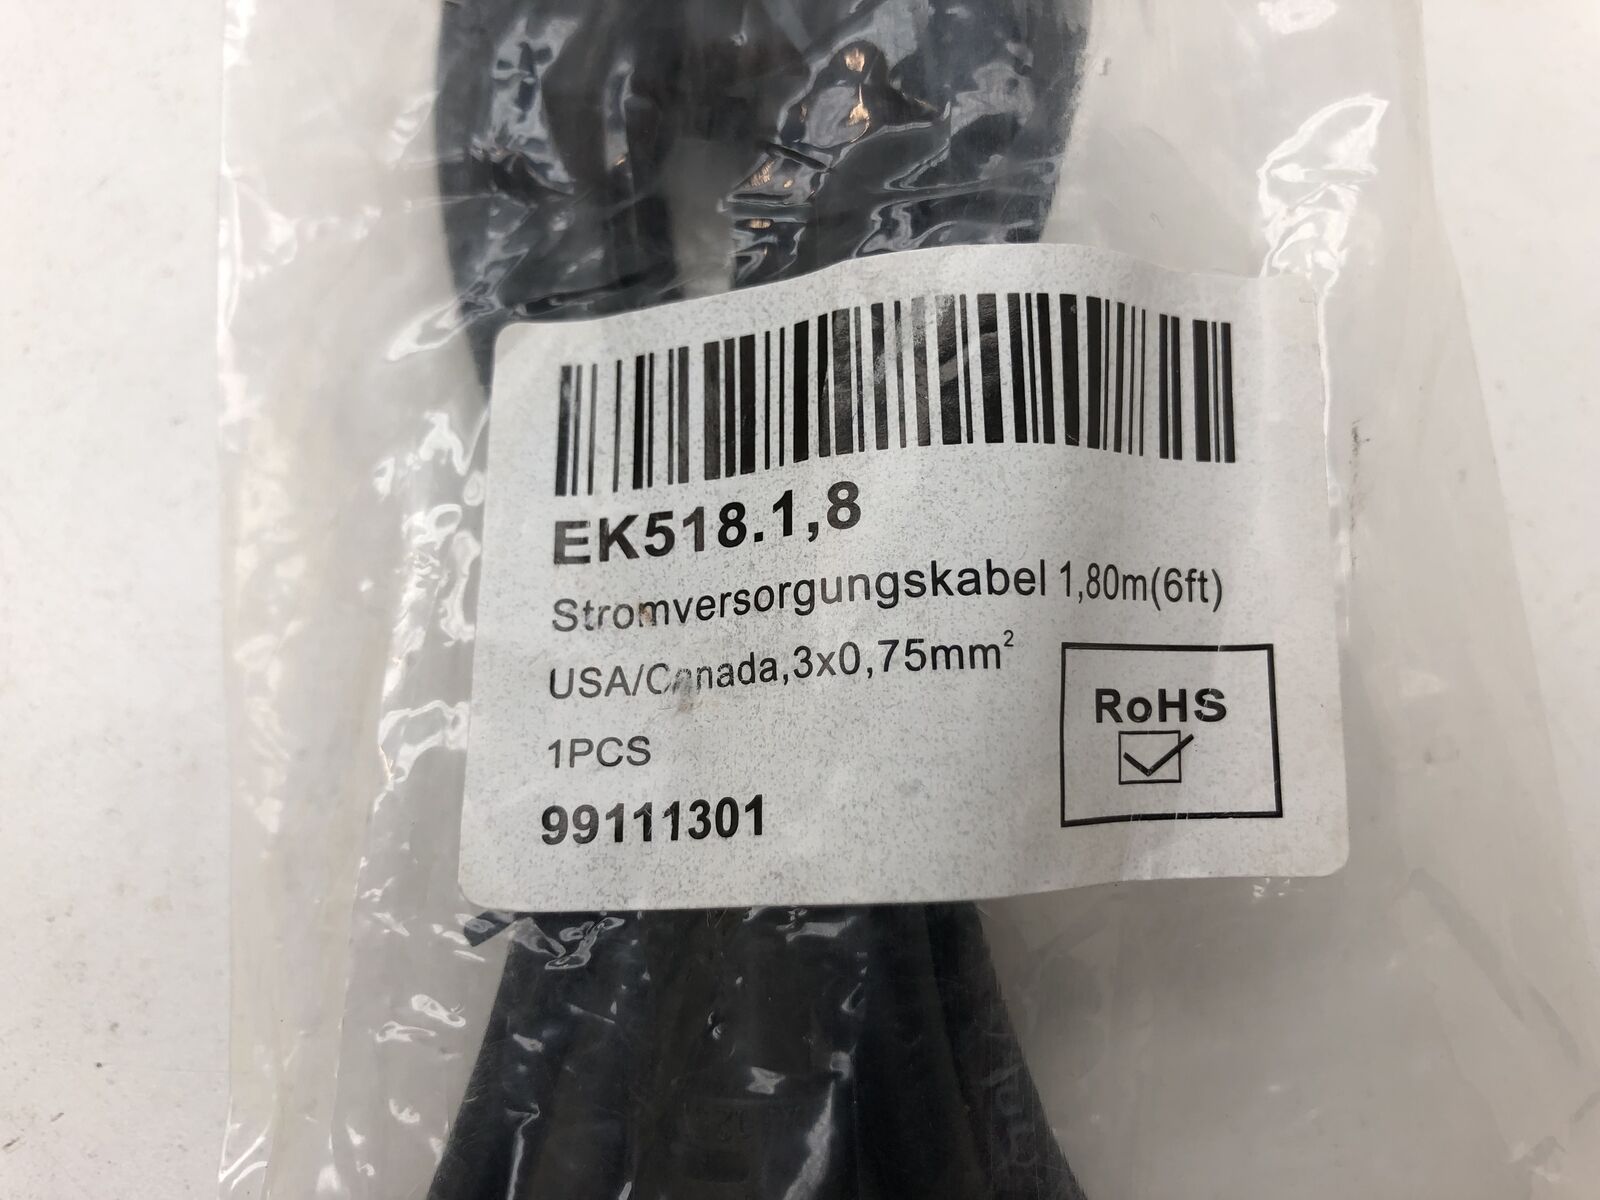 EK518.1,8
Stromversorgungskabel 1,80m(6ft)
USA/Canada,3x0,75mm²
1PCS
99111301
RoHS